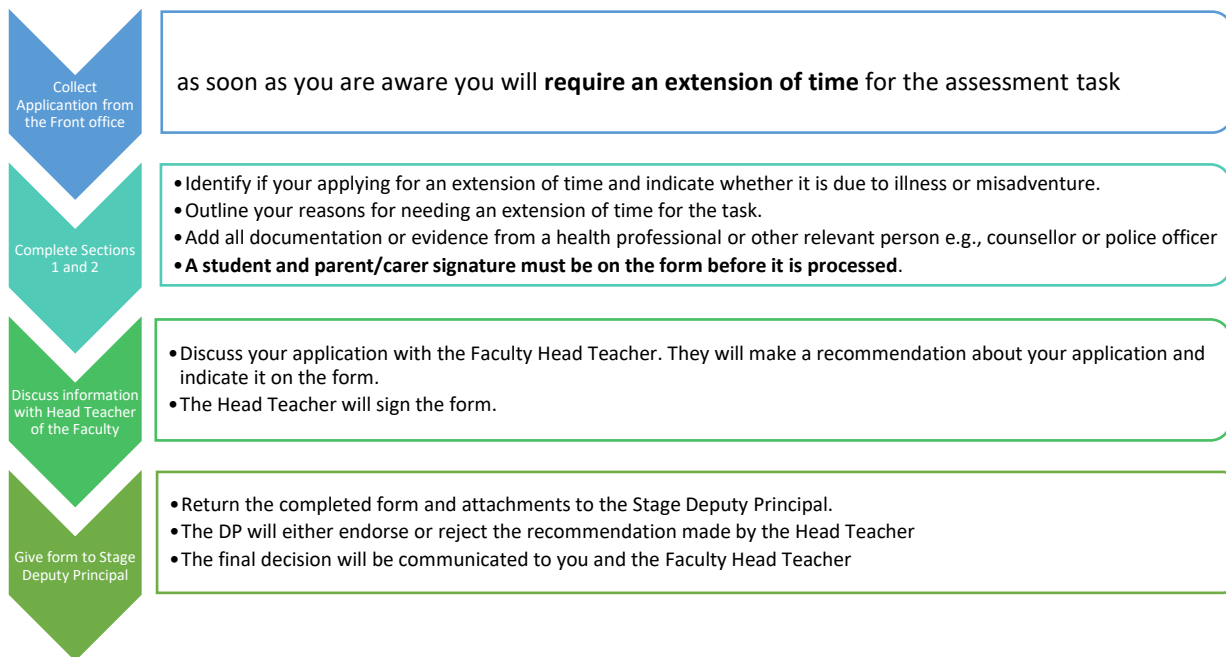 Collect
Applicantion from
the Front office
as soon as you are aware you will require an extension of time for the assessment task
Complete Sections
1 and 2
•Identify if your applying for an extension of time and indicate whether it is due to illness or misadventure.
•Outline your reasons for needing an extension of time for the task.
•Add all documentation or evidence from a health professional or other relevant person e.g., counsellor or police officer
•A student and parent/carer signature must be on the form before it is processed.
Discuss information
with Head Teacher
of the Faculty
•Discuss your application with the Faculty Head Teacher. They will make a recommendation about your application and
indicate it on the form.
•The Head Teacher will sign the form.
Give form to Stage
Deputy Principal
•Return the completed form and attachments to the Stage Deputy Principal.
•The DP will either endorse or reject the recommendation made by the Head Teacher
•The final decision will be communicated to you and the Faculty Head Teacher